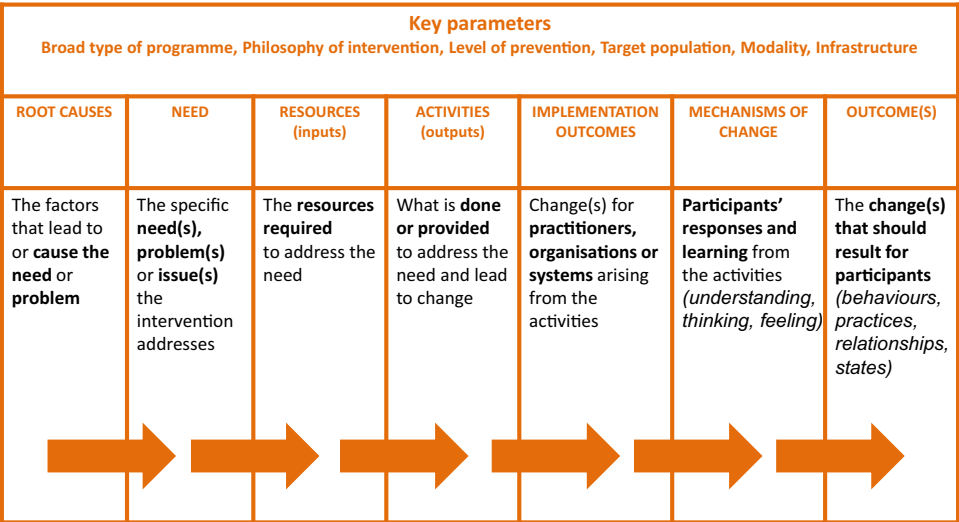 Key parameters
Broad type of programme, Philosophy of intervention, Level of prevention, Target population, Modality, Infrastructure
ROOT CAUSES
NEED
RESOURCES
(inputs)
ACTIVITIES
(outputs)
IMPLEMENTATION
OUTCOMES
MECHANISMS OF
CHANGE
OUTCOME(S)
The factors
that lead to
or cause the
need or
problem
The specific
need(s),
problem(s)
or issue(s)
the
intervention
addresses
The resources
required
to address the
need
What is done
or provided
to address the
need and lead
to change
Change(s) for
practitioners,
organisations or
systems arising
from the
activities
Participants’
responses and
learning from
the activities
(understanding,
thinking, feeling)
The change(s)
that should
result for
participants
(behaviours,
practices,
relationships,
states)